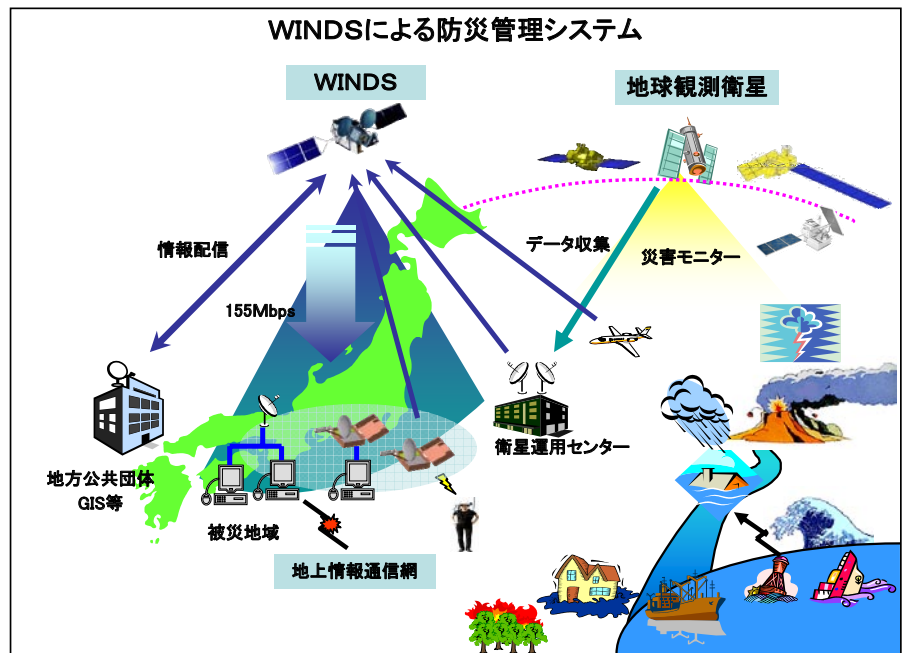 WINDSによる防災管理システム
WINDS
地球観測衛星
情報配信
データ収集
災害モニター
155Mbps
衛星運用センター
地方公共団体
GIS等
被災地域
地上情報通信網